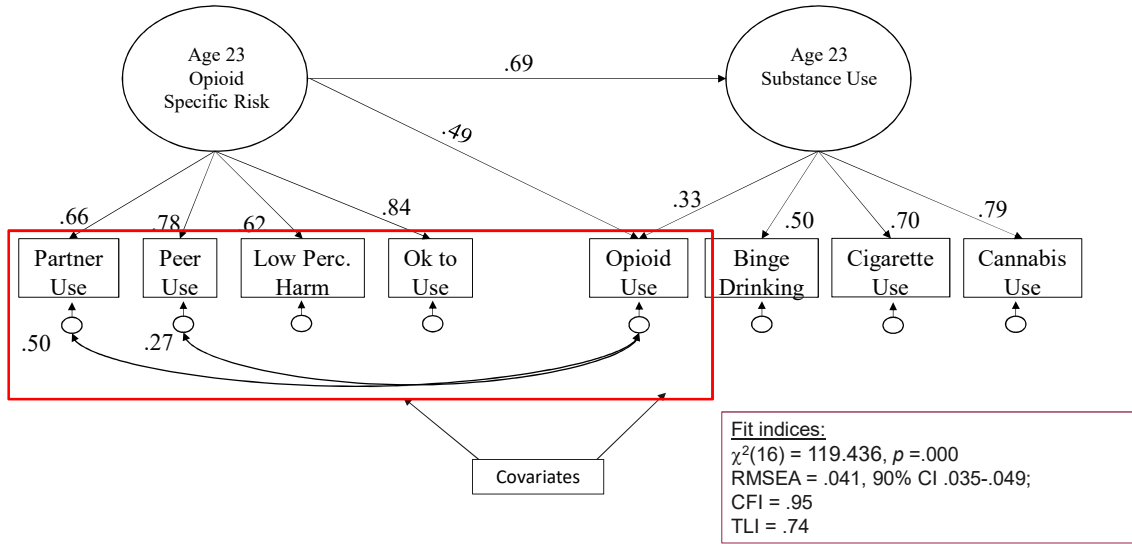 Age 23
Opioid
Specific Risk
Age 23
Substance Use
.69
.49
.66
.78
.62
.84
.33
.50
.70
.79
Partner
Use
Peer
Use
Low Perc.
Harm
Ok to
Use
Opioid
Use
Binge
Drinking
Cigarette
Use
Cannabis
Use
.50
.27
Covariates
Fit indices:
χ²(16) = 119.436, p =.000
RMSEA = .041, 90% CI .035-.049;
CFI = .95
TLI = .74